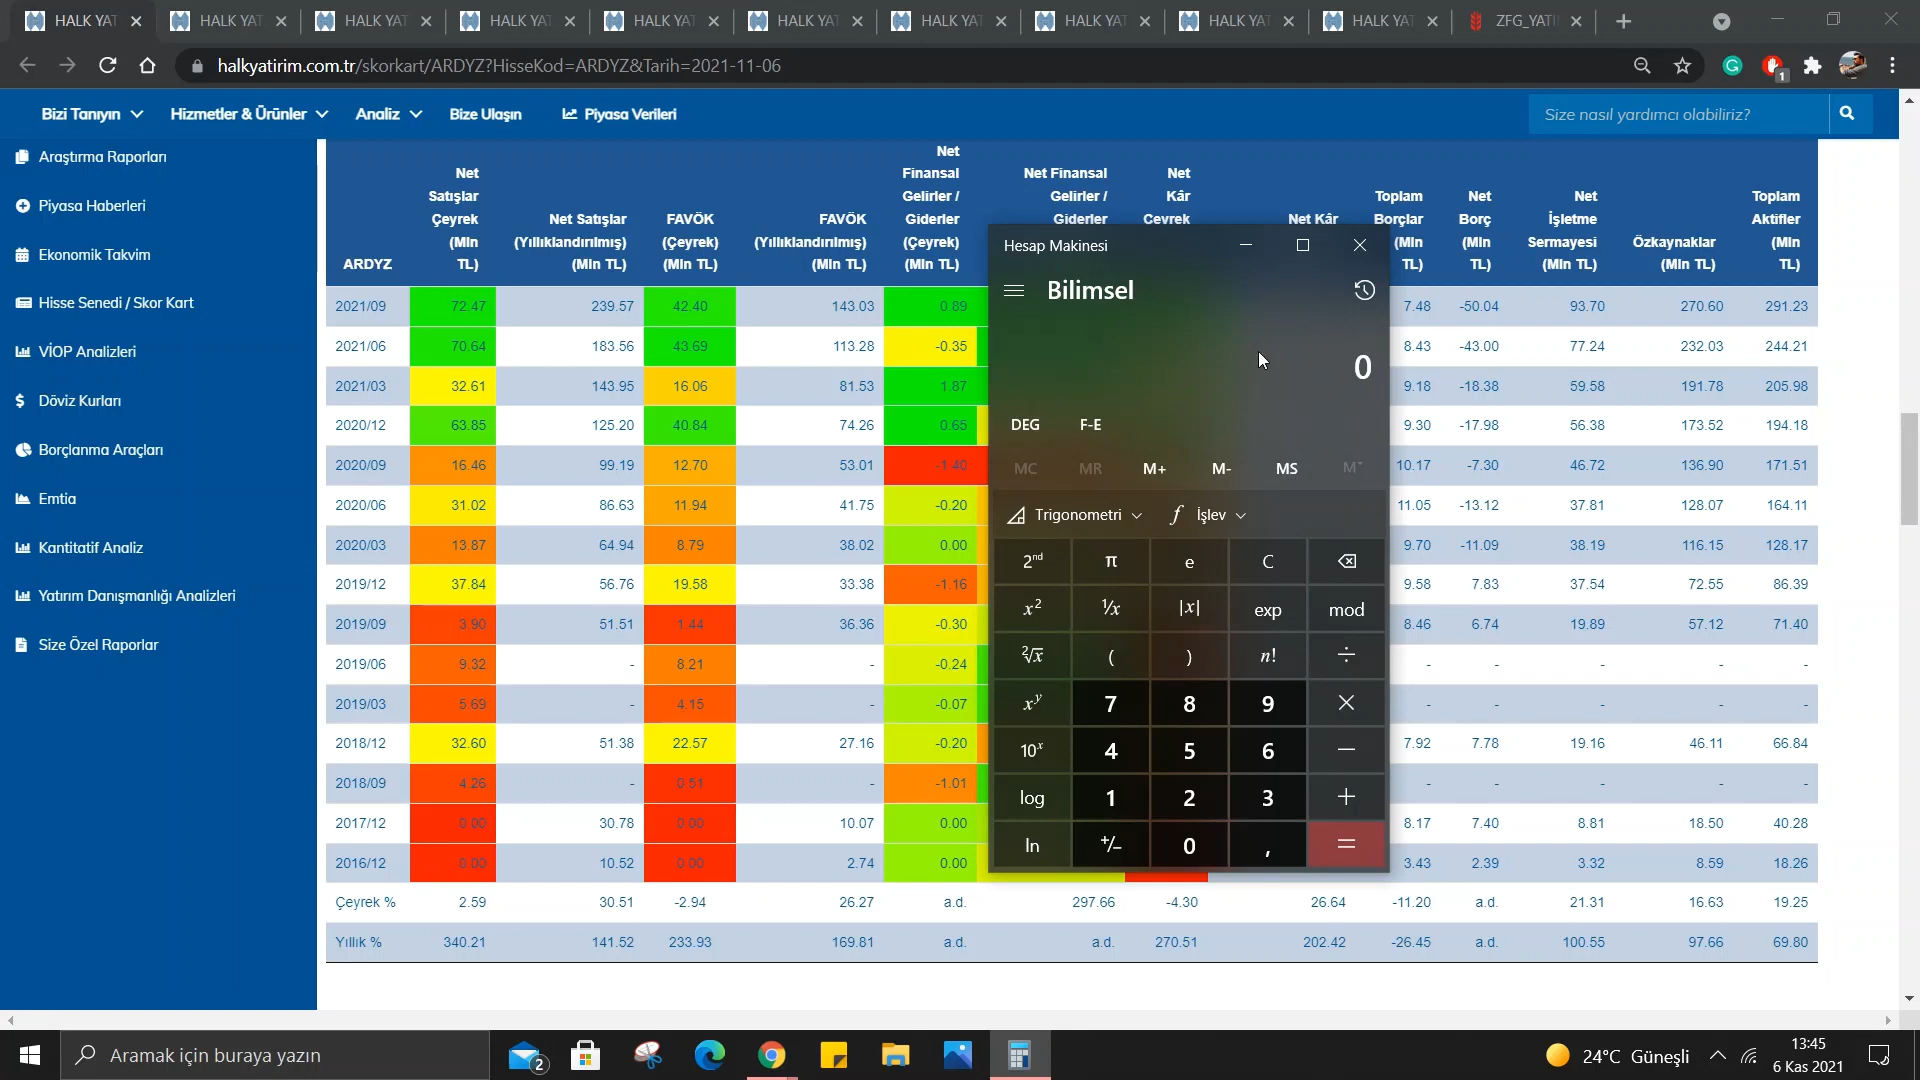 HALK YAT
HALK YAT
HALK YAT
HALK YAT
HALK YAT
HALK YAT
HALK YAT
HALK YAT
HALK YAT
HALK YAT
ZFG_YATI
halkyatirim.com.tr/skorkart/ARDYZ?HisseKod=ARDYZ&Tarih=2021-11-06
1
Bizi Tanıyın Hizmetler & Ürünler Analiz Bize Ulaşın Piyasa Verileri Size nasıl yardımcı olabiliriz?
Araştırma Raporları
Piyasa Haberleri
Ekonomik Takvim
Hisse Senedi / Skor Kart
VİOP Analizleri
Döviz Kurları
Borçlanma Araçları
Emtia
Kantitatif Analiz
Yatırım Danışmanlığı Analizleri
Size Özel Raporlar
ARDYZ
Net
Satışlar
Çeyrek
(Mln
TL)
Net Satışlar
(Yıllıklandırılmış)
(Mln TL)
FAVÖK
(Çeyrek)
(Mln TL)
FAVÖK
(Yıllıklandırılmış)
(Mln TL)
Net
Finansal
Gelirler /
Giderler
(Çeyrek)
(Mln TL)
Net Finansal
Gelirler /
Giderler
Net
Kâr
Çeyrek
Net Kâr
Toplam
Borçlar
(Mln
TL)
Net
Borç
(Mln
TL)
Net
İşletme
Sermayesi
(Mln TL)
Özkaynaklar
(Mln TL)
Toplam
Aktifler
(Mln
TL)
2021/09 72.47 239.57 42.40 143.03 0.89 7.48 -50.04 93.70 270.60 291.23
2021/06 70.64 183.56 43.69 113.28 -0.35 8.43 -43.00 77.24 232.03 244.21
2021/03 32.61 143.95 16.06 81.53 1.87 9.18 -18.38 59.58 191.78 205.98
2020/12 63.85 125.20 40.84 74.26 0.65 9.30 -17.98 56.38 173.52 194.18
2020/09 16.46 99.19 12.70 53.01 -1.40 10.17 -7.30 46.72 136.90 171.51
2020/06 31.02 86.63 11.94 41.75 -0.20 11.05 -13.12 37.81 128.07 164.11
2020/03 13.87 64.94 8.79 38.02 0.00 9.70 -11.09 38.19 116.15 128.17
2019/12 37.84 56.76 19.58 33.38 -1.16 9.58 7.83 37.54 72.55 86.39
2019/09 3.90 51.51 1.44 36.36 -0.30 8.46 6.74 19.89 57.12 71.40
2019/06 9.32 - 8.21 - -0.24 - - - - -
2019/03 5.69 - 4.15 - -0.07 - - - - -
2018/12 32.60 51.38 22.57 27.16 -0.20 7.92 7.78 19.16 46.11 66.84
2018/09 4.26 - 0.51 - -1.01 - - - - -
2017/12 0.00 30.78 0.00 10.07 0.00 8.17 7.40 8.81 18.50 40.28
2016/12 0.00 10.52 0.00 2.74 0.00 3.43 2.39 3.32 8.59 18.26
Çeyrek % 2.59 30.51 -2.94 26.27 a.d. 297.66 -4.30 26.64 -11.20 a.d. 21.31 16.63 19.25
Yıllık % 340.21 141.52 233.93 169.81 a.d. a.d. 270.51 202.42 -26.45 a.d. 100.55 97.66 69.80
Hesap Makinesi
Bilimsel
0
DEG F-E
MC MR M+ M- MS M˅
Trigonometri f İşlev
2nd π e C
x² ¹/x |x| exp mod
²√x ( ) n! ÷
xʸ 7 8 9 ×
10ˣ 4 5 6 −
log 1 2 3 +
ln +/− 0 , =
Aramak için buraya yazın
2
24°C Güneşli
13:45
6 Kas 2021